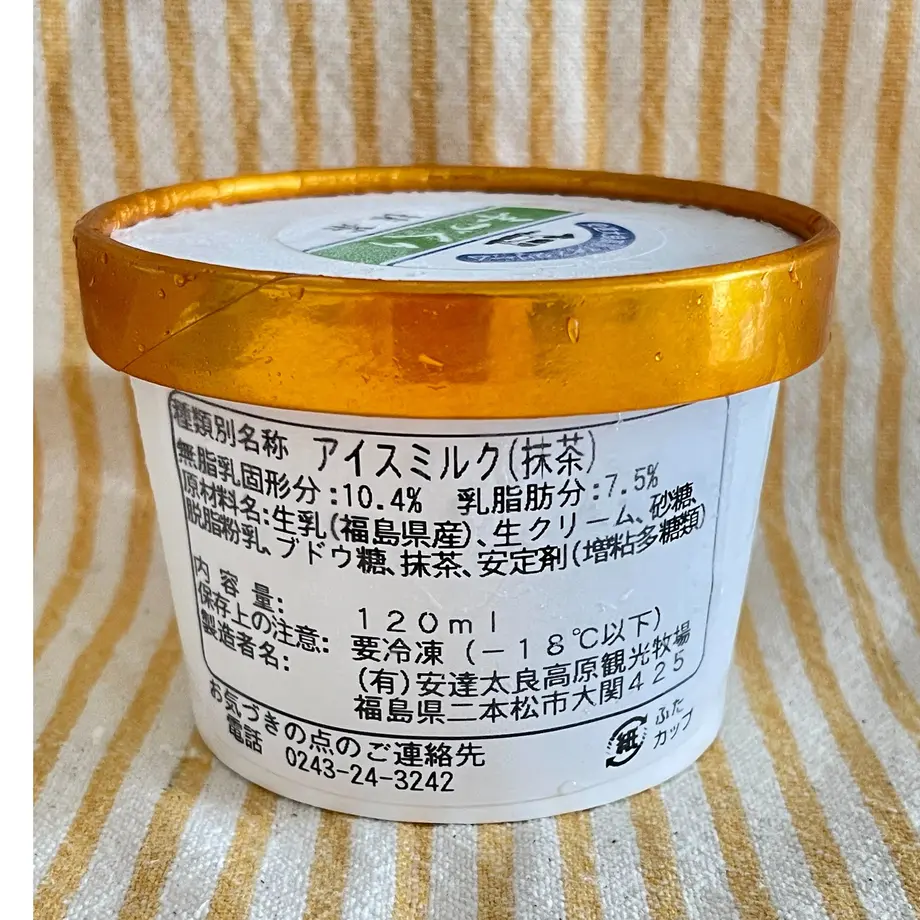 種類別名称 アイスミルク(抹茶)
無脂乳固形分:10.4% 乳脂肪分:7.5%
原材料名:生乳(福島県産)、生クリーム、砂糖、
脱脂粉乳、ブドウ糖、抹茶、安定剤(増粘多糖類)
内容量: 120ml
保存上の注意: 要冷凍(-18℃以下)
製造者名: (有)安達太良高原観光牧場
福島県二本松市大関425
お気づきの点のご連絡先
電話 0243-24-3242
紙 ふた
カップ